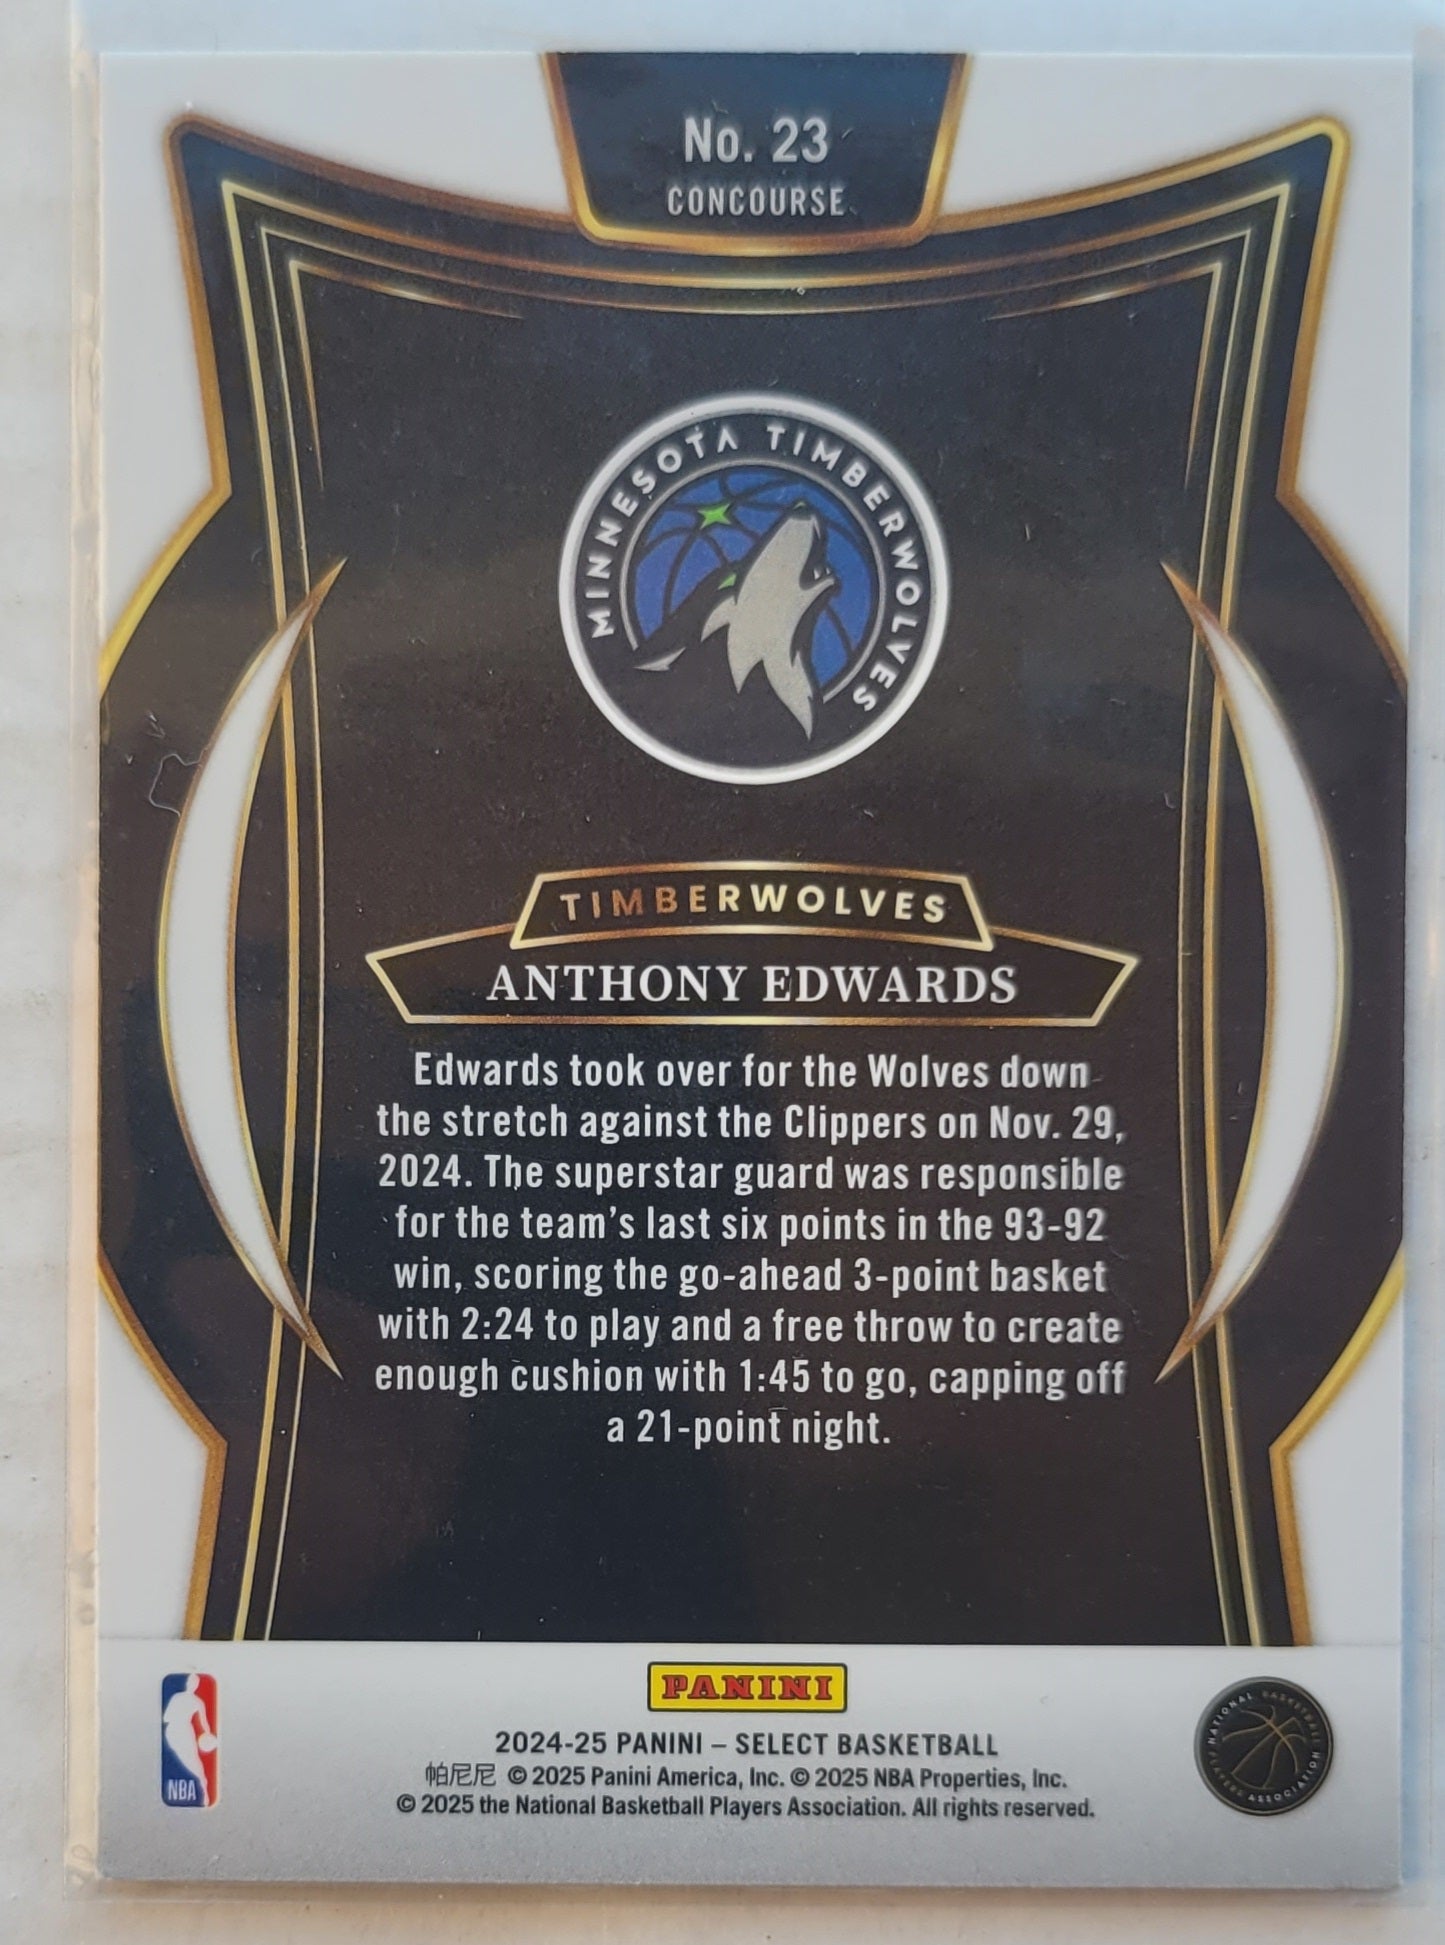 No. 23
CONCOURSE
MINNESOTA TIMBERWOLVES
TIMBERWOLVES
ANTHONY EDWARDS
Edwards took over for the Wolves down
the stretch against the Clippers on Nov. 29,
2024. The superstar guard was responsible
for the team's last six points in the 93-92
win, scoring the go-ahead 3-point basket
with 2:24 to play and a free throw to create
enough cushion with 1:45 to go, capping off
a 21-point night.
PANINI
2024-25 PANINI – SELECT BASKETBALL
帕尼尼 © 2025 Panini America, Inc. © 2025 NBA Properties, Inc.
© 2025 the National Basketball Players Association. All rights reserved.
NBA
NATIONAL BASKETBALL PLAYERS ASSOCIATION